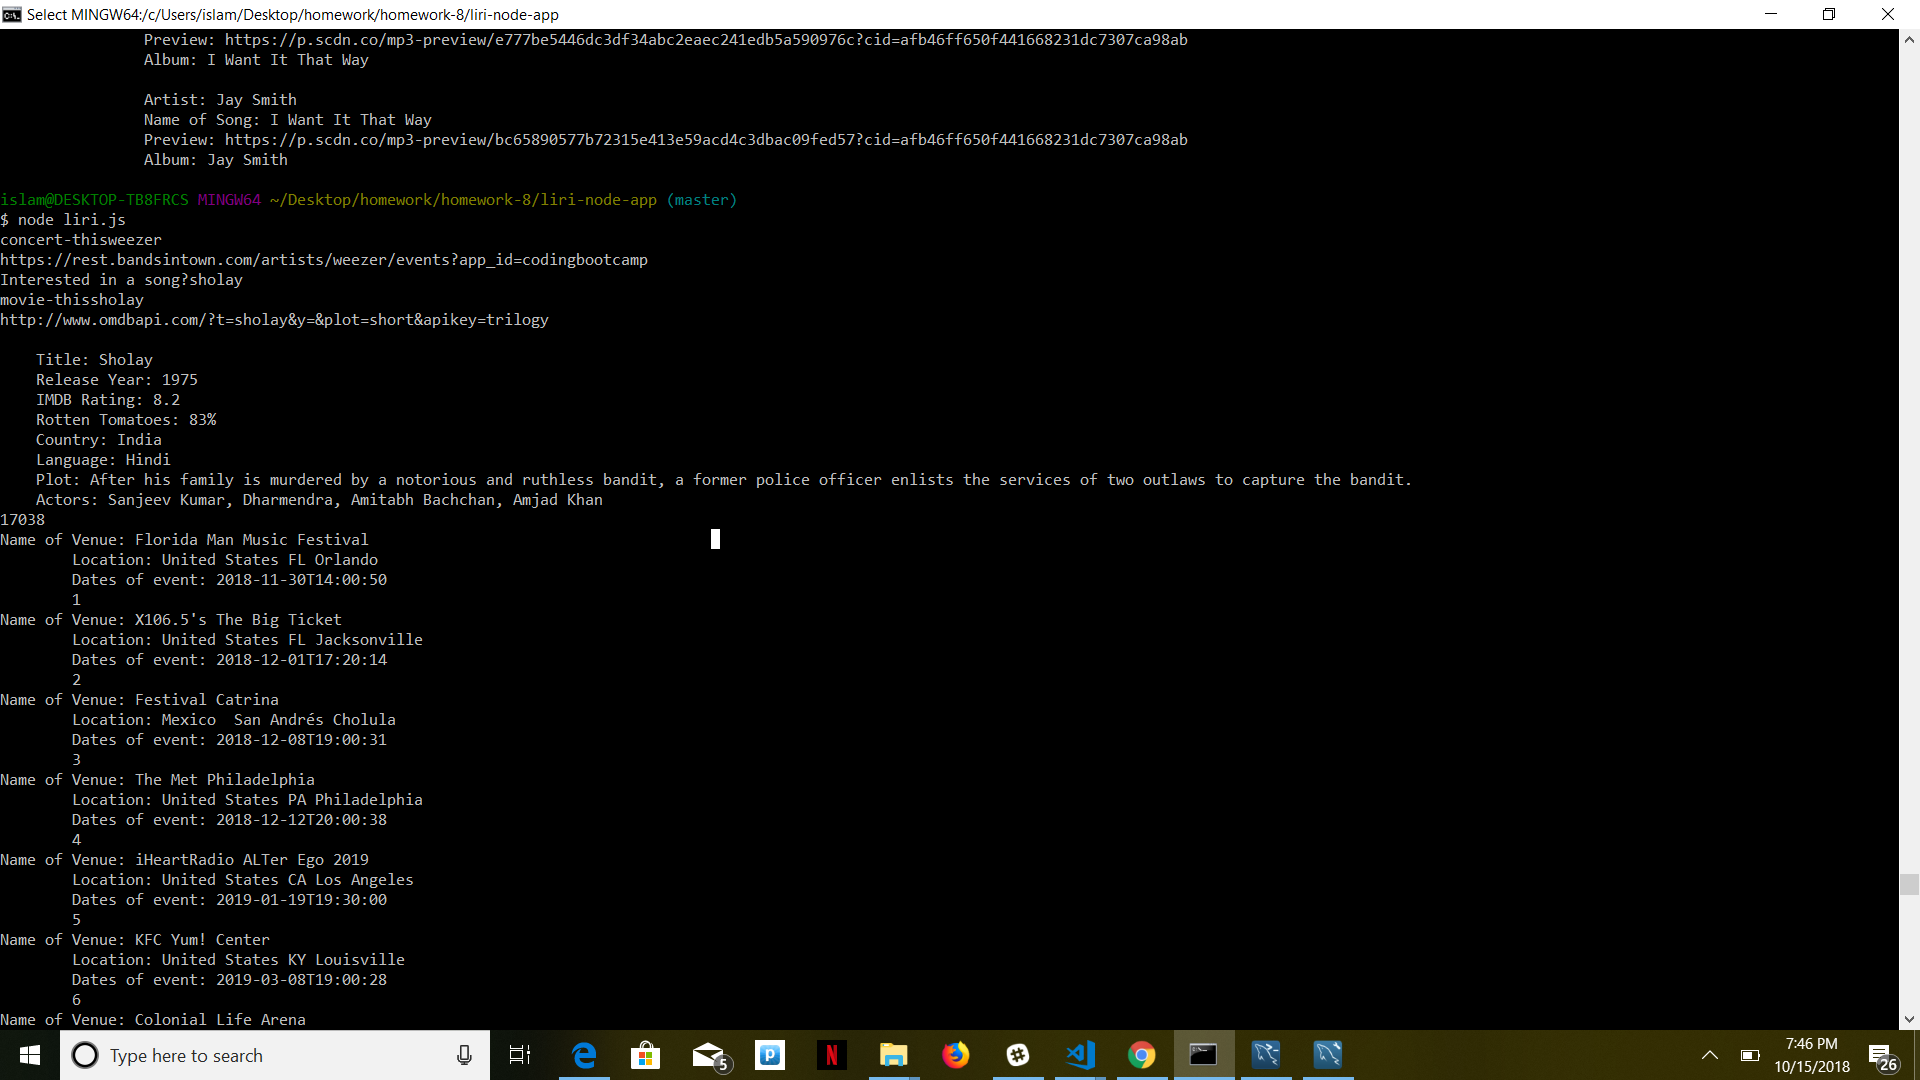 Select MINGW64:/c/Users/islam/Desktop/homework/homework-8/liri-node-app
Preview: https://p.scdn.co/mp3-preview/e777be5446dc3df34abc2eaec241edb5a590976c?cid=afb46ff650f441668231dc7307ca98ab
Album: I Want It That Way
Artist: Jay Smith
Name of Song: I Want It That Way
Preview: https://p.scdn.co/mp3-preview/bc65890577b72315e413e59acd4c3dbac09fed57?cid=afb46ff650f441668231dc7307ca98ab
Album: Jay Smith
islam@DESKTOP-TB8FRCS MINGW64 ~/Desktop/homework/homework-8/liri-node-app (master)
$ node liri.js
concert-thisweezer
https://rest.bandsintown.com/artists/weezer/events?app_id=codingbootcamp
Interested in a song?sholay
movie-thissholay
http://www.omdbapi.com/?t=sholay&y=&plot=short&apikey=trilogy
Title: Sholay
Release Year: 1975
IMDB Rating: 8.2
Rotten Tomatoes: 83%
Country: India
Language: Hindi
Plot: After his family is murdered by a notorious and ruthless bandit, a former police officer enlists the services of two outlaws to capture the bandit.
Actors: Sanjeev Kumar, Dharmendra, Amitabh Bachchan, Amjad Khan
17038
Name of Venue: Florida Man Music Festival
Location: United States FL Orlando
Dates of event: 2018-11-30T14:00:50
1
Name of Venue: X106.5's The Big Ticket
Location: United States FL Jacksonville
Dates of event: 2018-12-01T17:20:14
2
Name of Venue: Festival Catrina
Location: Mexico  San Andrés Cholula
Dates of event: 2018-12-08T19:00:31
3
Name of Venue: The Met Philadelphia
Location: United States PA Philadelphia
Dates of event: 2018-12-12T20:00:38
4
Name of Venue: iHeartRadio ALTer Ego 2019
Location: United States CA Los Angeles
Dates of event: 2019-01-19T19:30:00
5
Name of Venue: KFC Yum! Center
Location: United States KY Louisville
Dates of event: 2019-03-08T19:00:28
6
Name of Venue: Colonial Life Arena
Type here to search
5
7:46 PM
10/15/2018
26